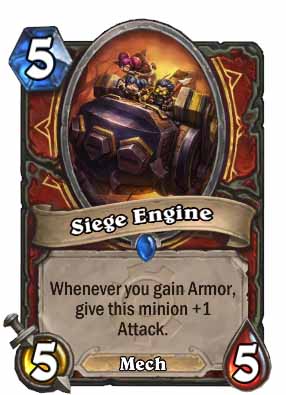 5
Siege Engine
Whenever you gain Armor,
give this minion +1
Attack.
5 Mech 5